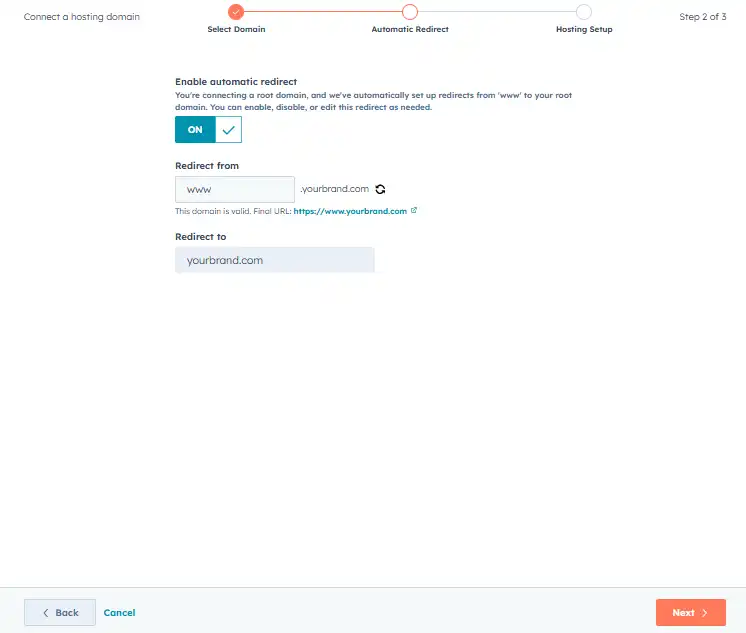 Connect a hosting domain
Select Domain
Automatic Redirect
Hosting Setup
Step 2 of 3
Enable automatic redirect
You're connecting a root domain, and we've automatically set up redirects from 'www' to your root
domain. You can enable, disable, or edit this redirect as needed.
ON
Redirect from
www .yourbrand.com
This domain is valid. Final URL: https://www.yourbrand.com
Redirect to
yourbrand.com
Back
Cancel
Next